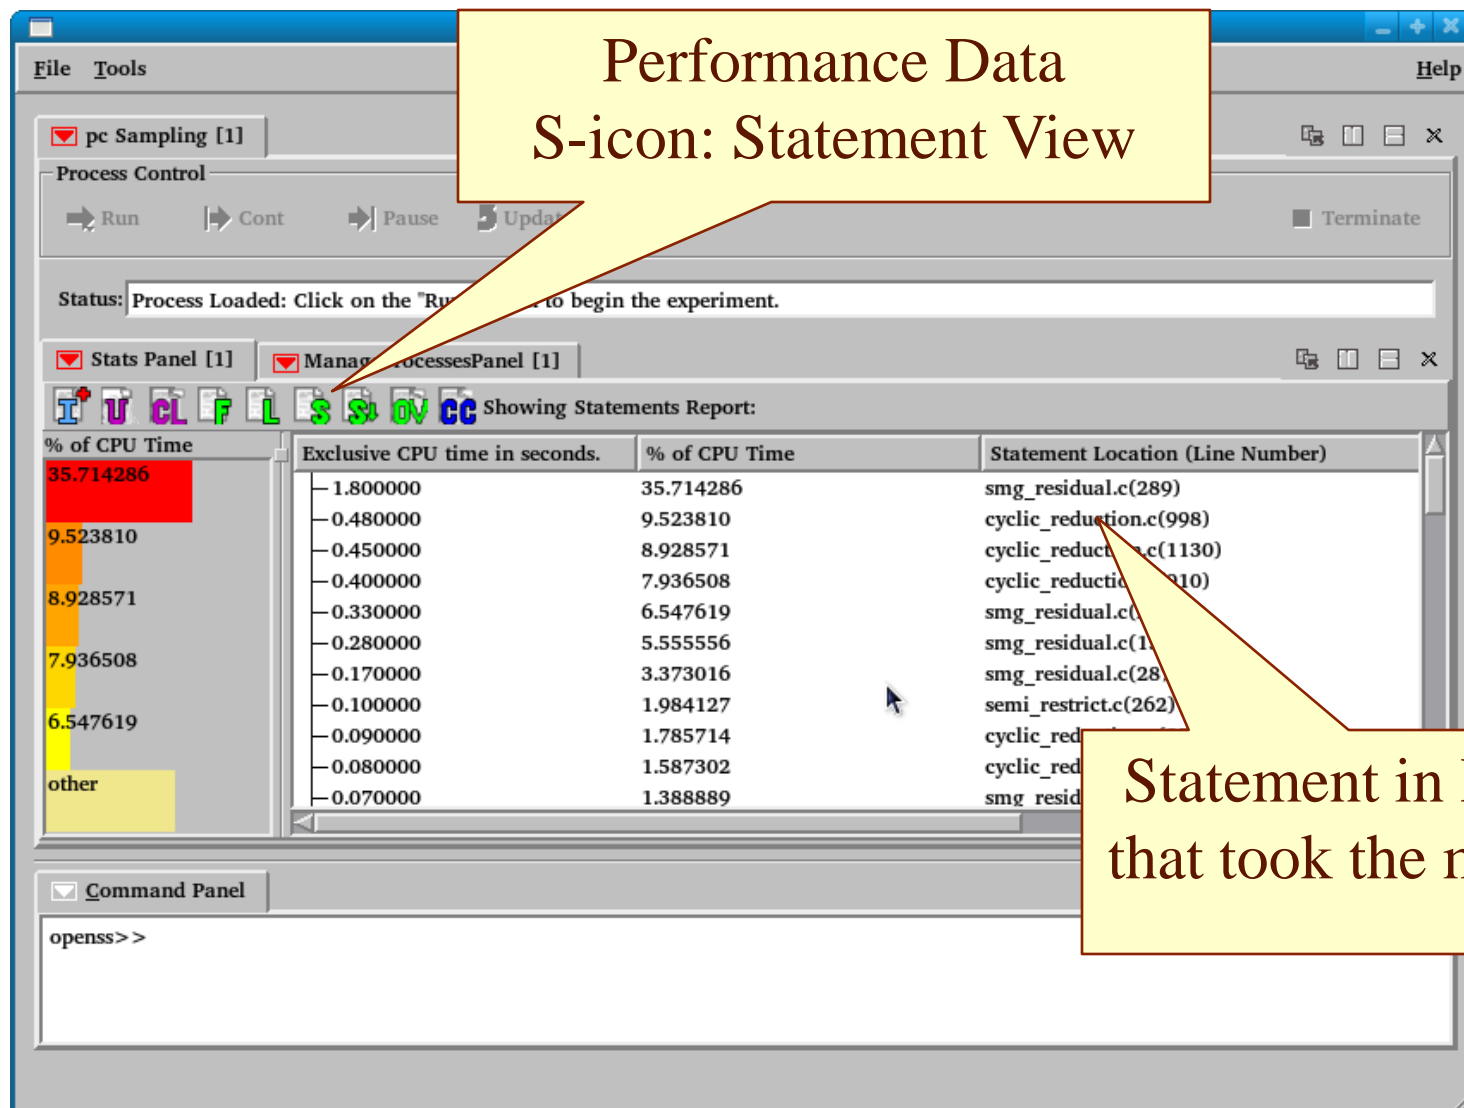 Performance Data
S-icon: Statement View
File Tools Help
pc Sampling [1]
Process Control
Run Cont Pause Terminate
Status: Process Loaded: Click on the to begin the experiment.
Stats Panel [1] [1]
I U CL F L S S↓ OV CC Showing Statements Report:
% of CPU Time
35.714286
9.523810
8.928571
7.936508
6.547619
other
Exclusive CPU time in seconds. % of CPU Time Statement Location (Line Number)
1.800000 35.714286 smg_residual.c(289)
0.480000 9.523810 cyclic_reduction.c(998)
0.450000 8.928571 cyclic_reduction.c(1130)
0.400000 7.936508
0.330000 6.547619
0.280000 5.555556
0.170000 3.373016
0.100000 1.984127 semi_restrict.c(262)
0.090000 1.785714
0.080000 1.587302
0.070000 1.388889
Statement in
that took the
Command Panel
openss>>